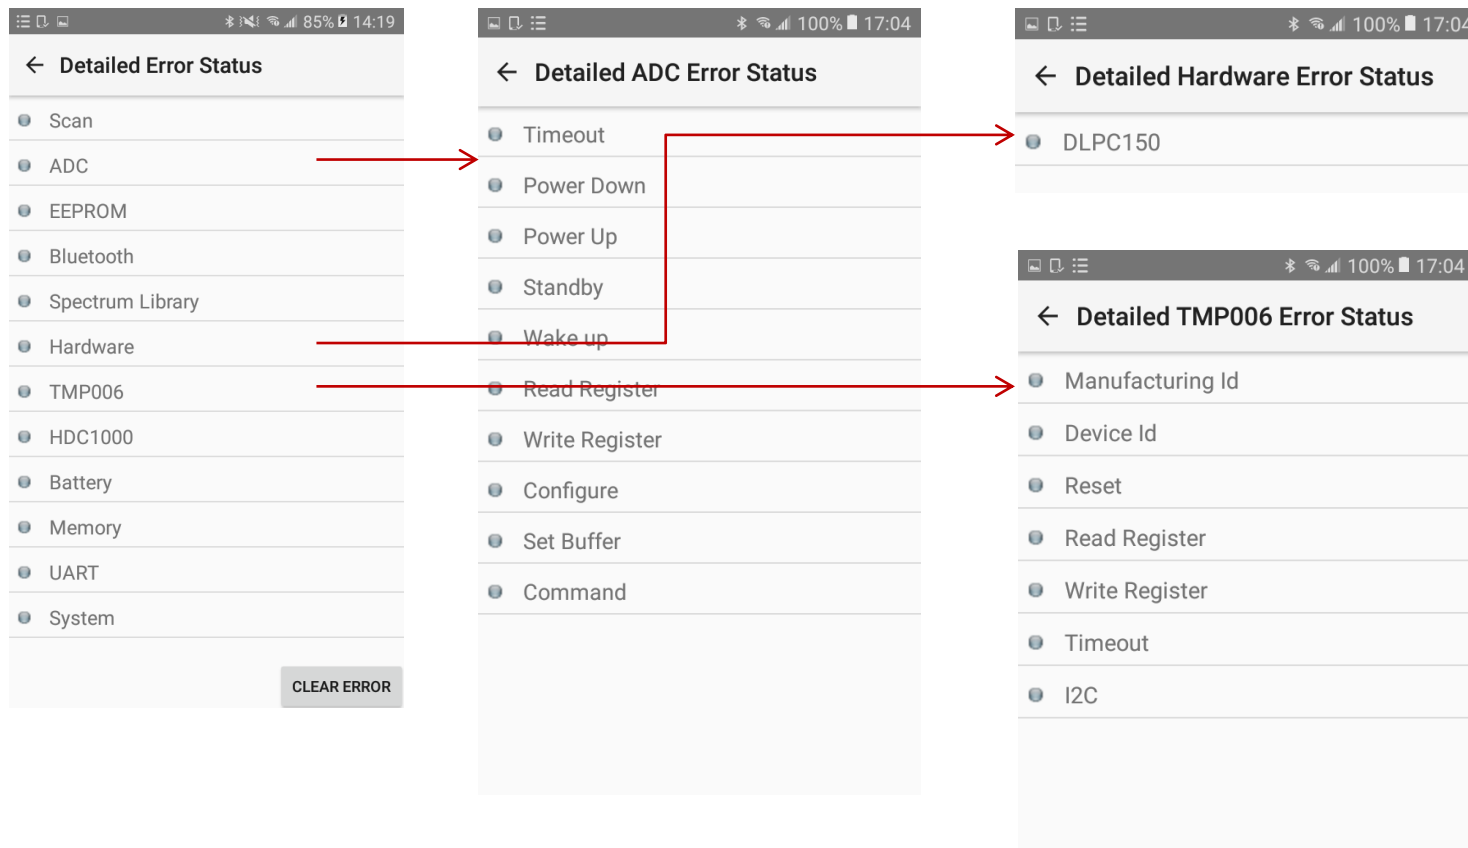 85% 14:19
Detailed Error Status
Scan
ADC
EEPROM
Bluetooth
Spectrum Library
Hardware
TMP006
HDC1000
Battery
Memory
UART
System
CLEAR ERROR
100% 17:04
Detailed ADC Error Status
Timeout
Power Down
Power Up
Standby
Wake up
Read Register
Write Register
Configure
Set Buffer
Command
100% 17:04
Detailed Hardware Error Status
DLPC150
100% 17:04
Detailed TMP006 Error Status
Manufacturing Id
Device Id
Reset
Read Register
Write Register
Timeout
I2C